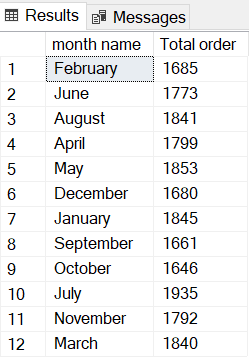 Results Messages
month name Total order
1 February 1685
2 June 1773
3 August 1841
4 April 1799
5 May 1853
6 December 1680
7 January 1845
8 September 1661
9 October 1646
10 July 1935
11 November 1792
12 March 1840